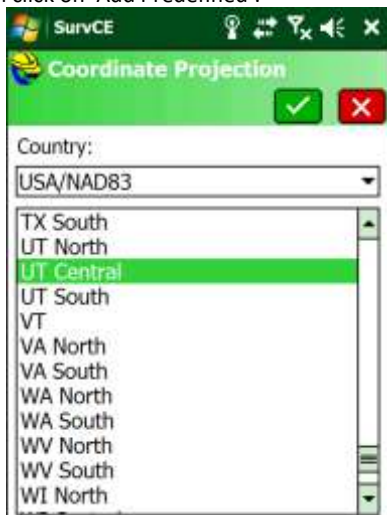 SurvCE
Coordinate Projection
Country:
USA/NAD83
TX South
UT North
UT Central
UT South
VT
VA North
VA South
WA North
WA South
WV North
WV South
WI North